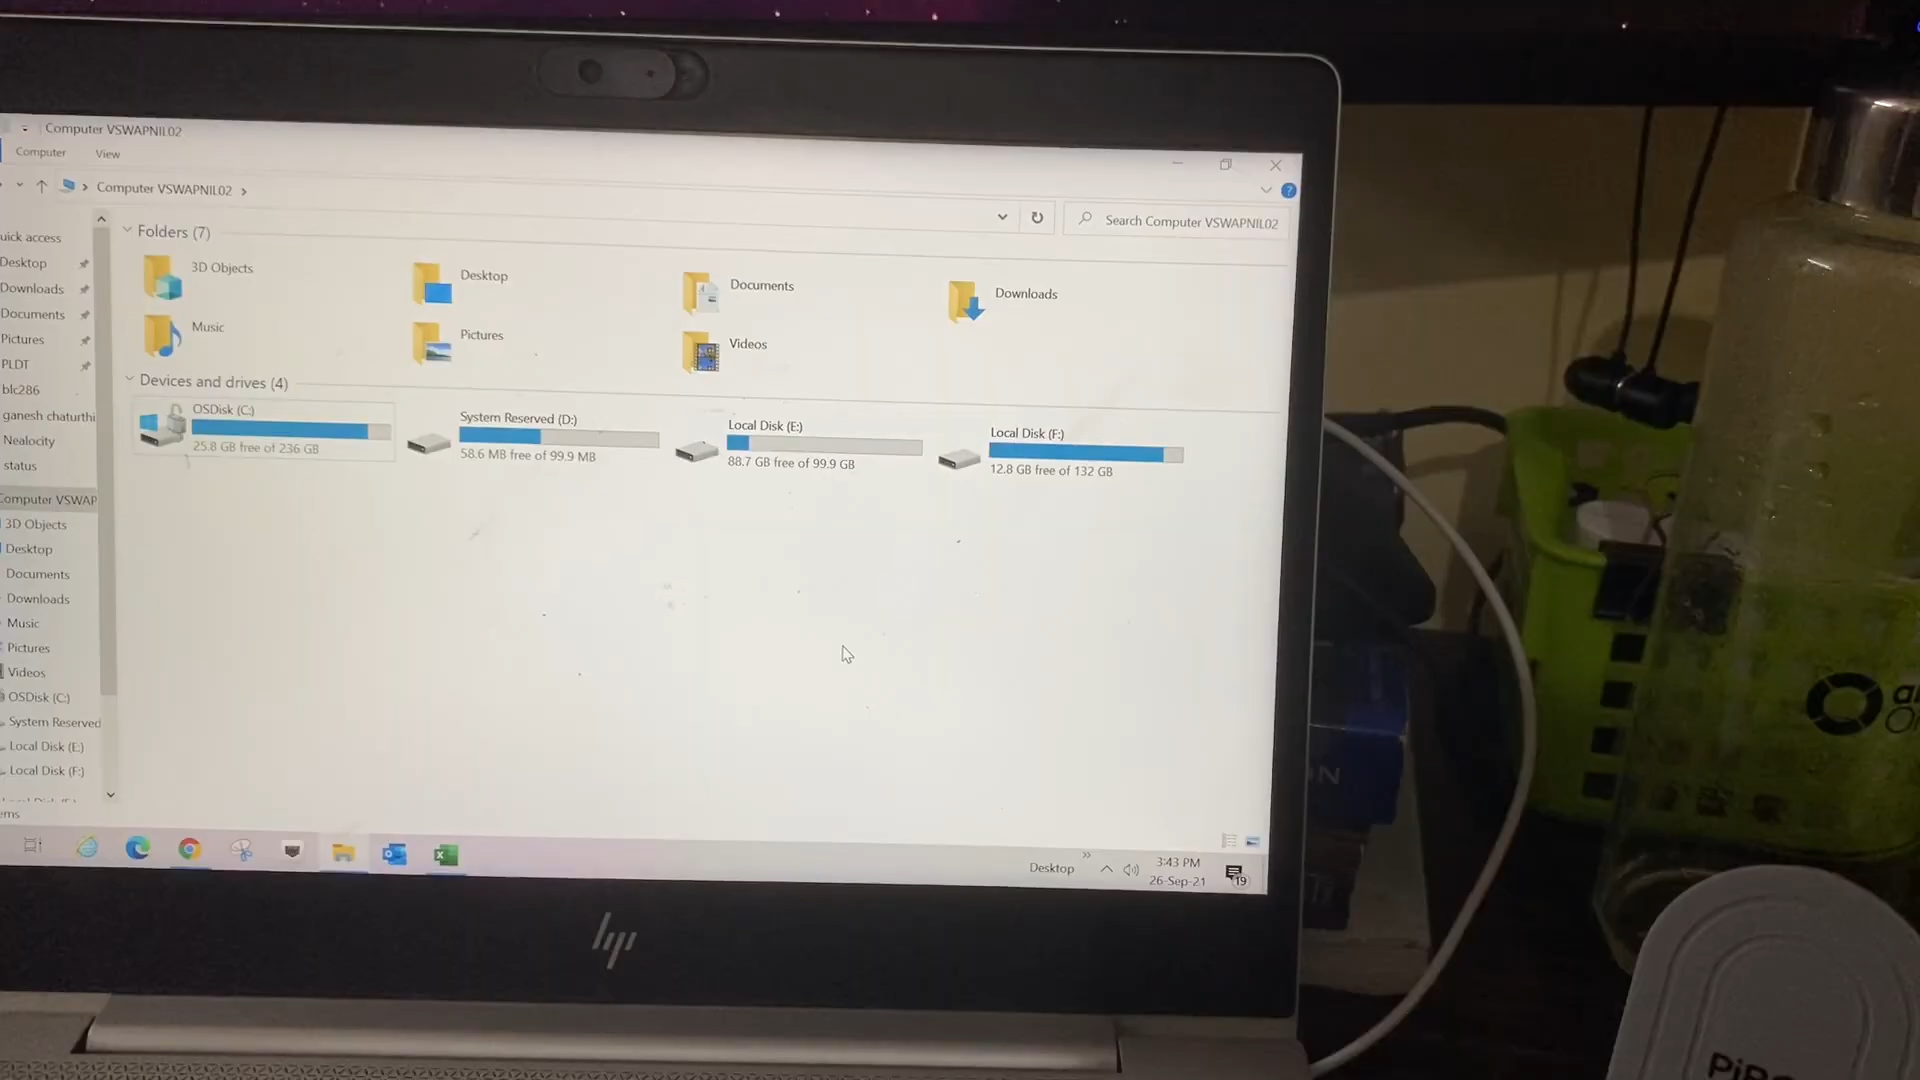 Computer VSWAPNIL02
Computer View
Computer VSWAPNIL02
Search Computer VSWAPNIL02
uick access
Desktop
Downloads
Documents
Pictures
PLDT
blc286
ganesh chaturthi
Nealocity
status
Computer VSWAP
3D Objects
Desktop
Documents
Downloads
Music
Pictures
Videos
OSDisk (C:)
System Reserved
Local Disk (E:)
Local Disk (F:)
ems
Folders (7)
3D Objects
Desktop
Documents
Downloads
Music
Pictures
Videos
Devices and drives (4)
OSDisk (C:)
25.8 GB free of 236 GB
System Reserved (D:)
58.6 MB free of 99.9 MB
Local Disk (E:)
88.7 GB free of 99.9 GB
Local Disk (F:)
12.8 GB free of 132 GB
Desktop
3:43 PM
26-Sep-21
19
hp